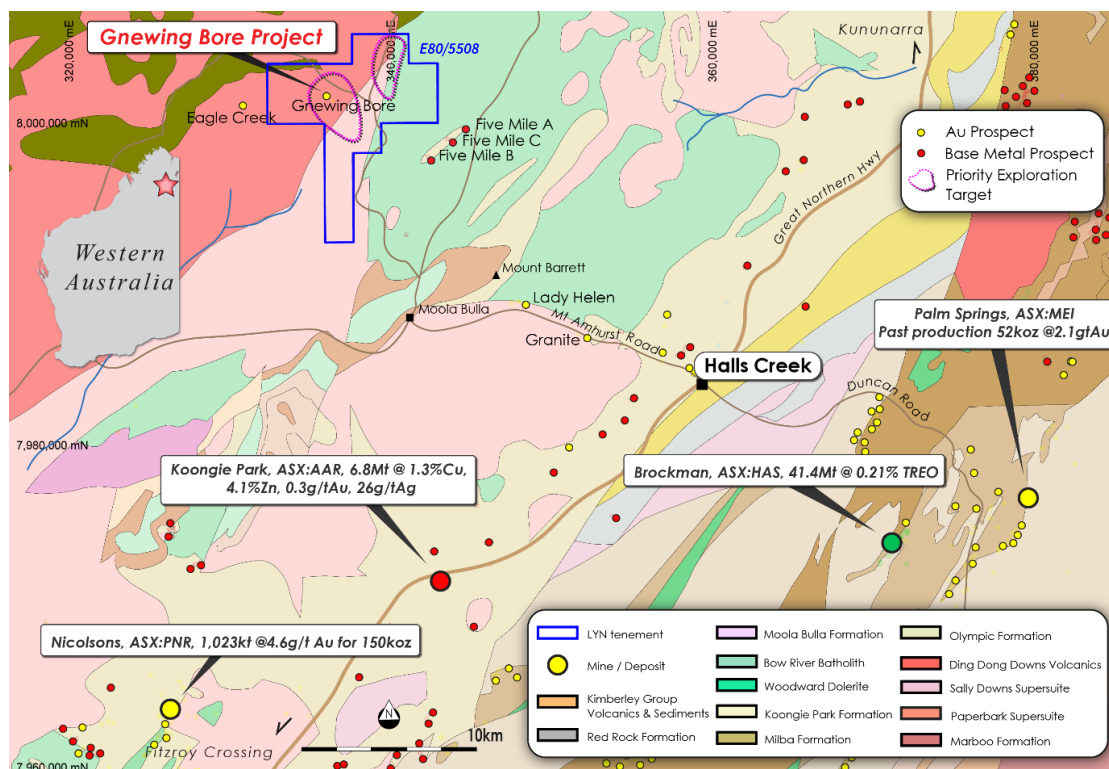 320,000 mE
340,000 mE
360,000 mE
380,000 mE
Gnewing Bore Project
E80/5508
Kununarra
Gnewing Bore
Eagle Creek
8,000,000 mN
Five Mile A
Five Mile C
Five Mile B
Great Northern Hwy
Au Prospect
Base Metal Prospect
Priority Exploration
Target
Western
Australia
Mount Barrett
Moola Bulla
Lady Helen
Mt Amhurst Road
Granite
Halls Creek
Palm Springs, ASX:MEI
Past production 52koz @2.1gtAu
Duncan Road
7,980,000 mN
Koongie Park, ASX:AAR, 6.8Mt @ 1.3%Cu,
4.1%Zn, 0.3g/tAu, 26g/tAg
Brockman, ASX:HAS, 41.4Mt @ 0.21% TREO
Nicolsons, ASX:PNR, 1,023kt @4.6g/t Au for 150koz
Fitzroy Crossing
N
10km
7,960,000 mN
LYN tenement
Mine / Deposit
Kimberley Group
Volcanics & Sediments
Red Rock Formation
Moola Bulla Formation
Bow River Batholith
Woodward Dolerite
Koongie Park Formation
Milba Formation
Olympic Formation
Ding Dong Downs Volcanics
Sally Downs Supersuite
Paperbark Supersuite
Marboo Formation